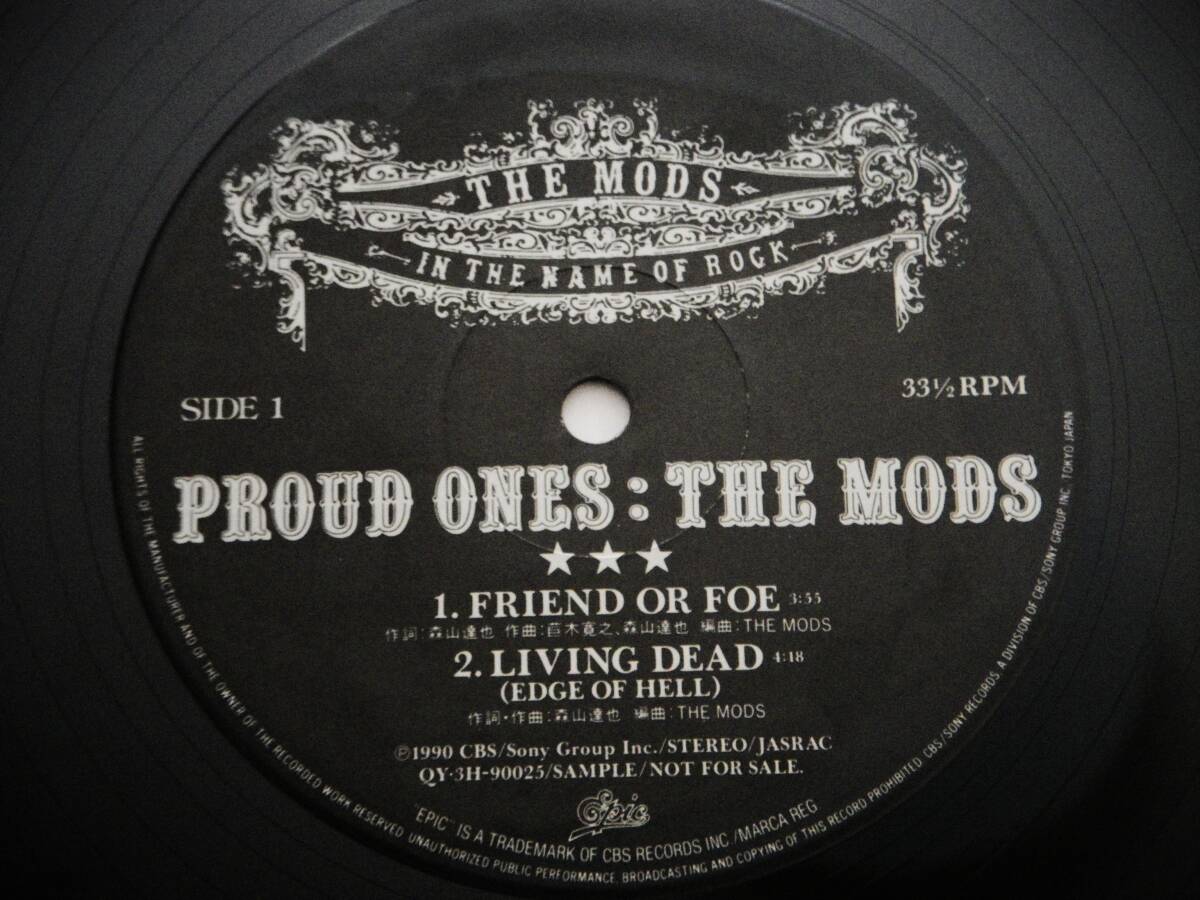 THE MODS
IN THE NAME OF ROCK
SIDE 1
33 1/2 RPM
PROUD ONES : THE MODS
★★★
1. FRIEND OR FOE 3:55
作詞：森山達也 作曲：苣木寛之、森山達也 編曲：THE MODS
2. LIVING DEAD 4:18
(EDGE OF HELL)
作詞・作曲：森山達也 編曲：THE MODS
Ⓟ1990 CBS/Sony Group Inc./STEREO/JASRAC
QY·3H-90025/SAMPLE/NOT FOR SALE.
Epic
"EPIC" IS A TRADEMARK OF CBS RECORDS INC./MARCA REG
ALL RIGHTS OF THE MANUFACTURER AND OF THE OWNER OF THE RECORDED WORK RESERVED. UNAUTHORIZED PUBLIC PERFORMANCE, BROADCASTING AND COPYING OF THIS RECORD PROHIBITED. CBS/SONY RECORDS, A DIVISION OF CBS/SONY GROUP INC., TOKYO JAPAN